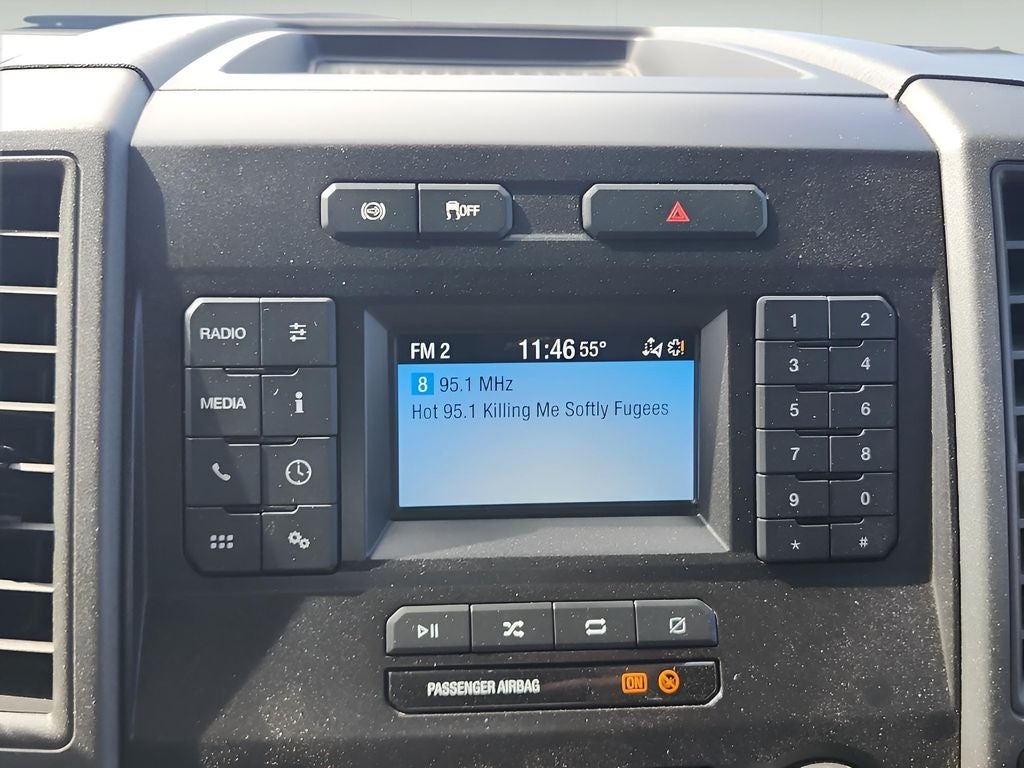 OFF
RADIO
MEDIA
i
FM 2 11:46 55°
8 95.1 MHz
Hot 95.1 Killing Me Softly Fugees
1 2
3 4
5 6
7 8
9 0
* #
PASSENGER AIRBAG ON